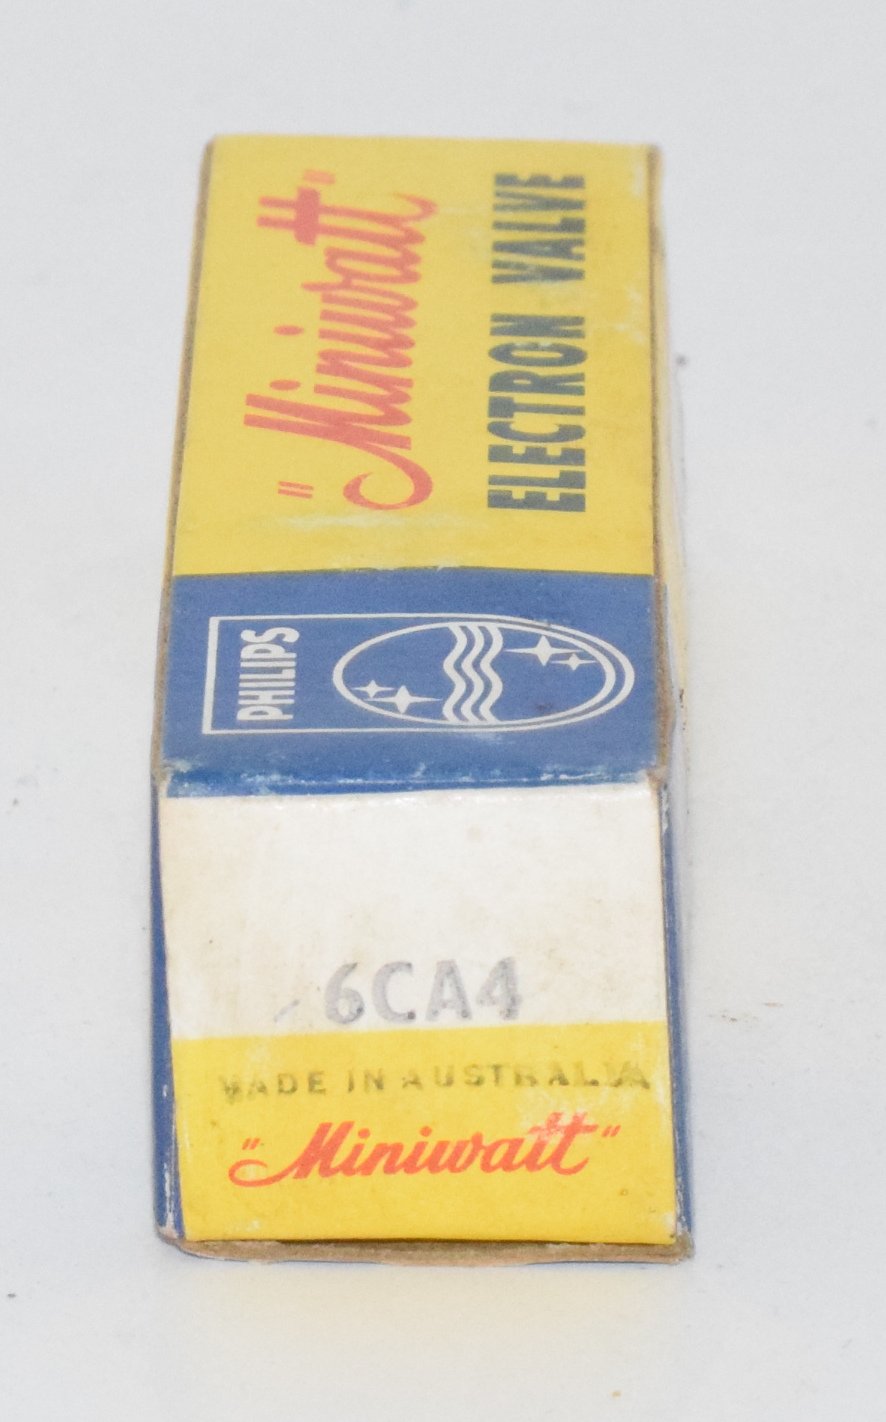 "Miniwatt"
ELECTRON VALVE
PHILIPS
6CA4
MADE IN AUSTRALIA
"Miniwatt"